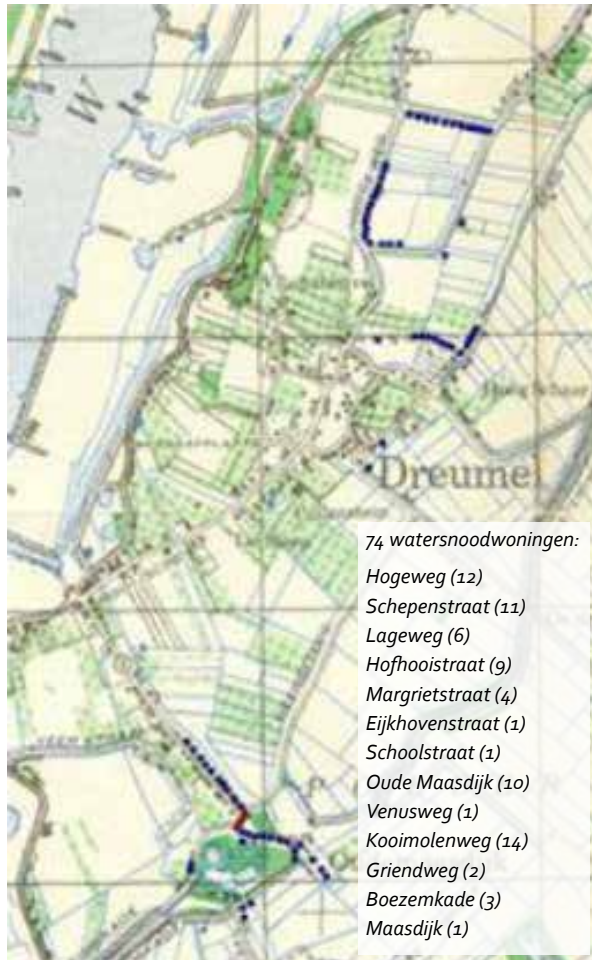 W
Dreumel
74 watersnoodwoningen:
Hogeweg (12)
Schepenstraat (11)
Lageweg (6)
Hofhooistraat (9)
Margrietstraat (4)
Eijkhovenstraat (1)
Schoolstraat (1)
Oude Maasdijk (10)
Venusweg (1)
Kooimolenweg (14)
Griendweg (2)
Boezemkade (3)
Maasdijk (1)